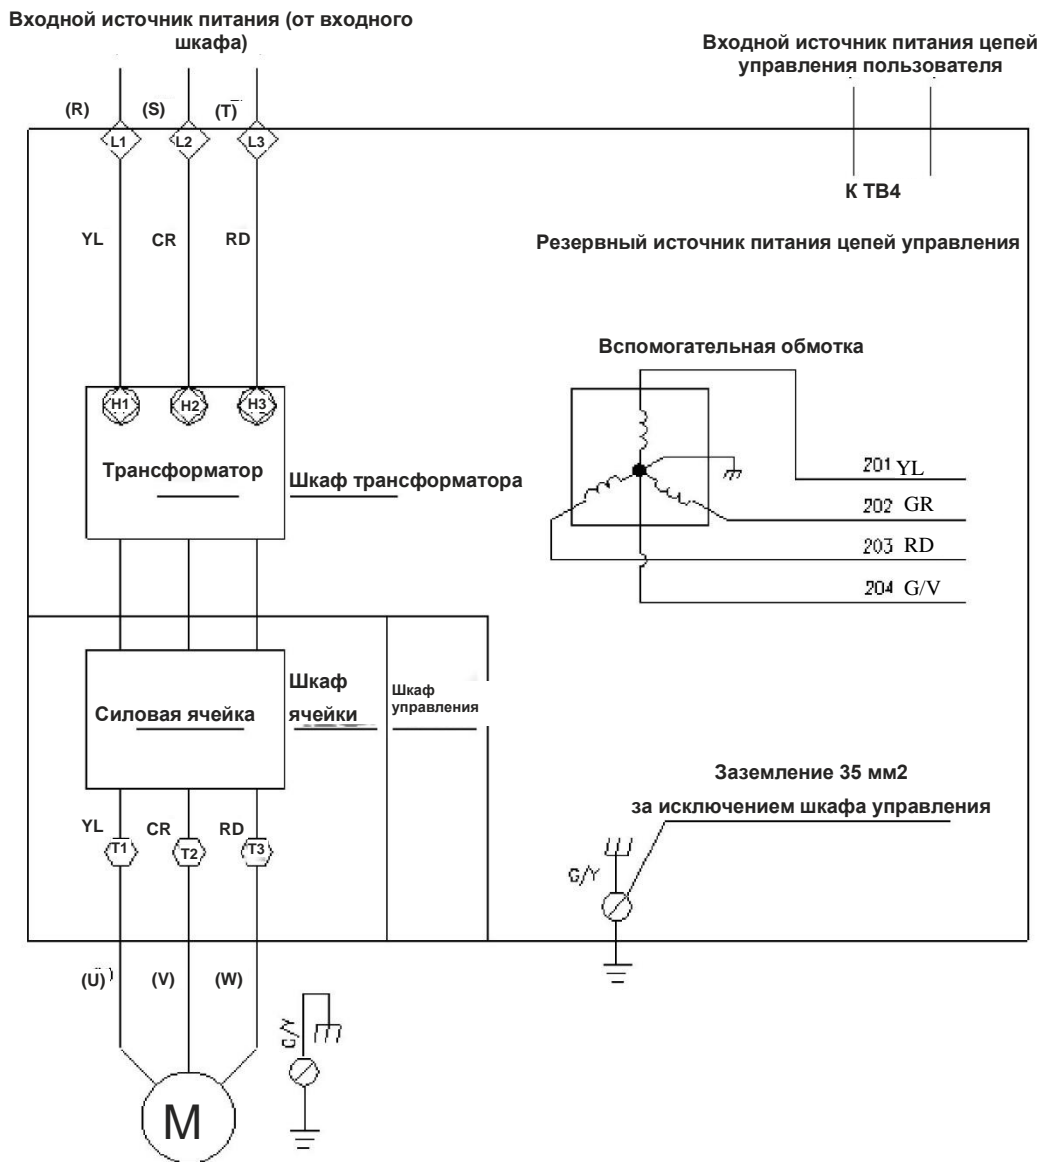 Входной источник питания (от входного
шкафа)
Входной источник питания цепей
управления пользователя
(R)
(S)
(T)
L1
L2
L3
К ТВ4
YL
CR
RD
Резервный источник питания цепей управления
Вспомогательная обмотка
H1
H2
H3
Трансформатор
Шкаф трансформатора
201 YL
202 GR
203 RD
204 G/V
Силовая ячейка
Шкаф
ячейки
Шкаф
управления
Заземление 35 мм2
за исключением шкафа управления
YL
CR
RD
T1
T2
T3
G/Y
(U)
(V)
(W)
G/Y
M